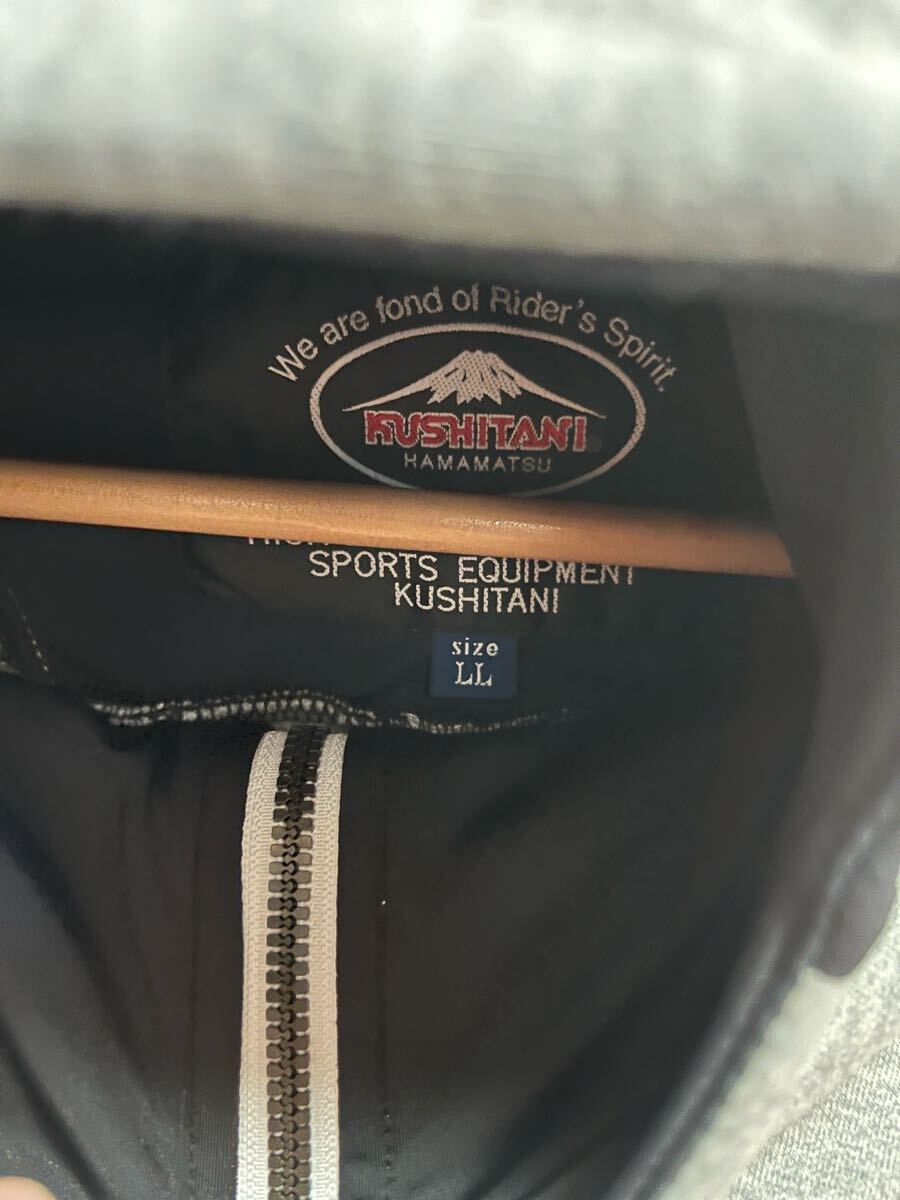 We are fond of Rider's Spirit.
KUSHITANI®
HAMAMATSU
SPORTS EQUIPMENT
KUSHITANI
size
LL